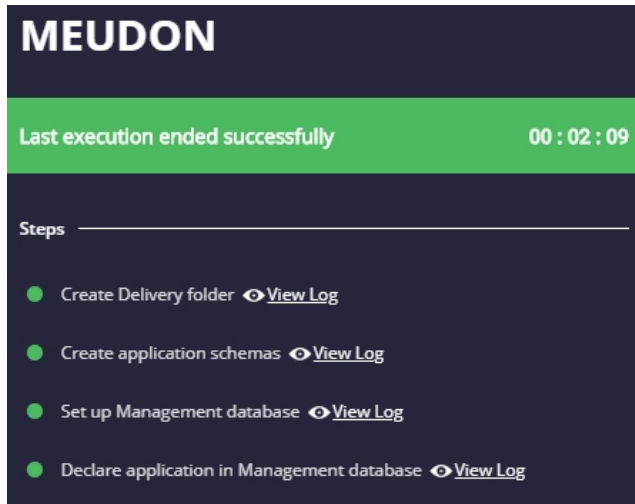 MEUDON
Last execution ended successfully 00 : 02 : 09
Steps
Create Delivery folder View Log
Create application schemas View Log
Set up Management database View Log
Declare application in Management database View Log